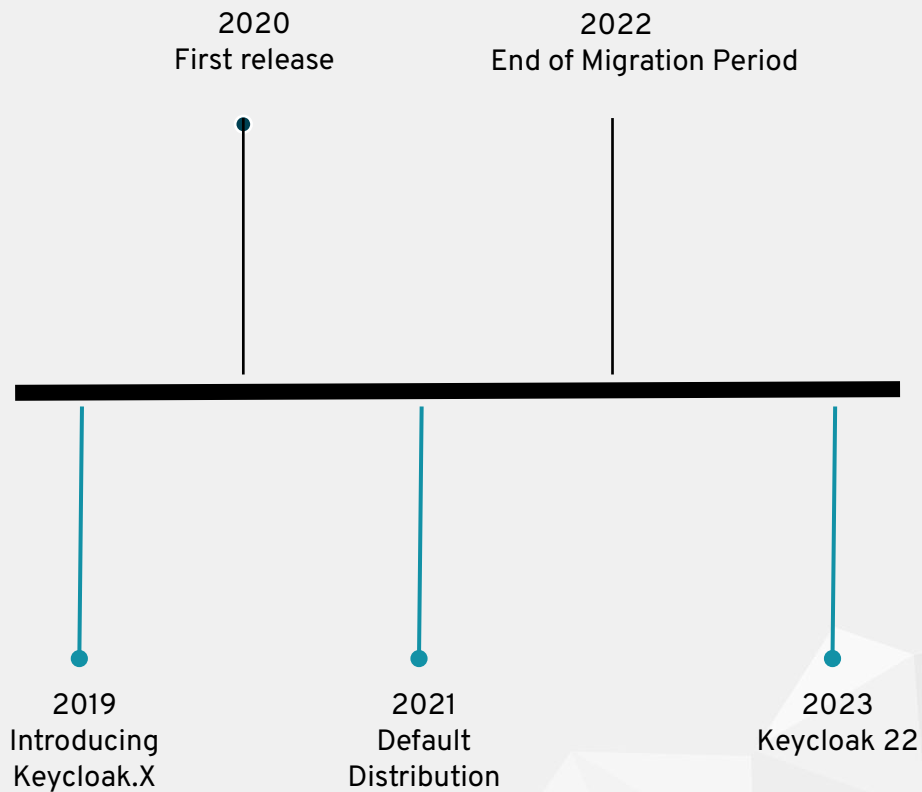 2020
First release
2022
End of Migration Period
2019
Introducing
Keycloak.X
2021
Default
Distribution
2023
Keycloak 22